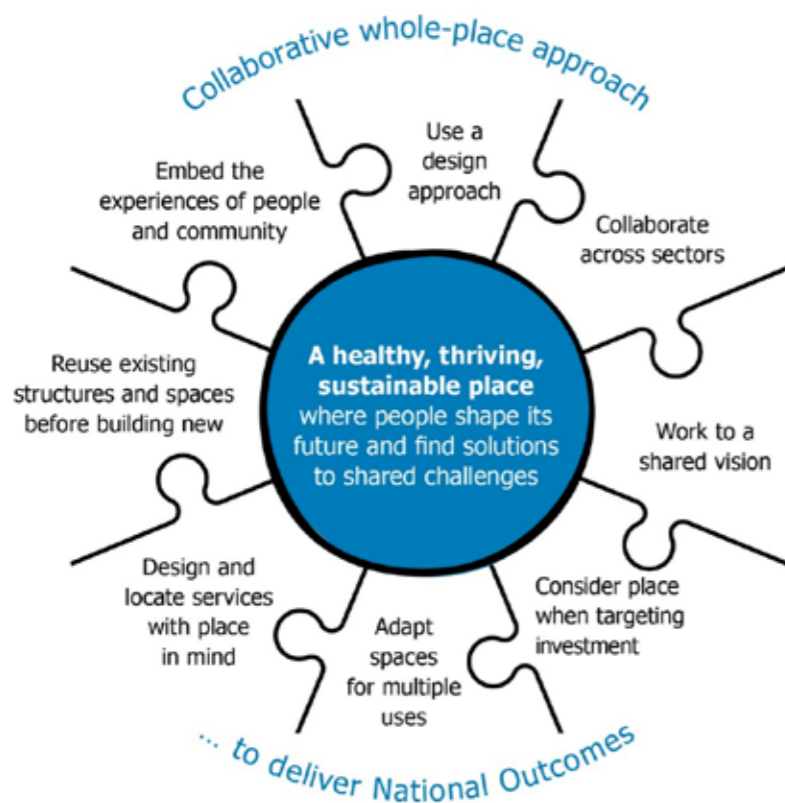 Collaborative whole-place approach
Use a
design
approach
Collaborate
across sectors
Work to a
shared vision
Consider place
when targeting
investment
Adapt
spaces
for multiple
uses
Design and
locate services
with place
in mind
Reuse existing
structures and spaces
before building new
Embed the
experiences of people
and community
A healthy, thriving,
sustainable place
where people shape its
future and find solutions
to shared challenges
... to deliver National Outcomes